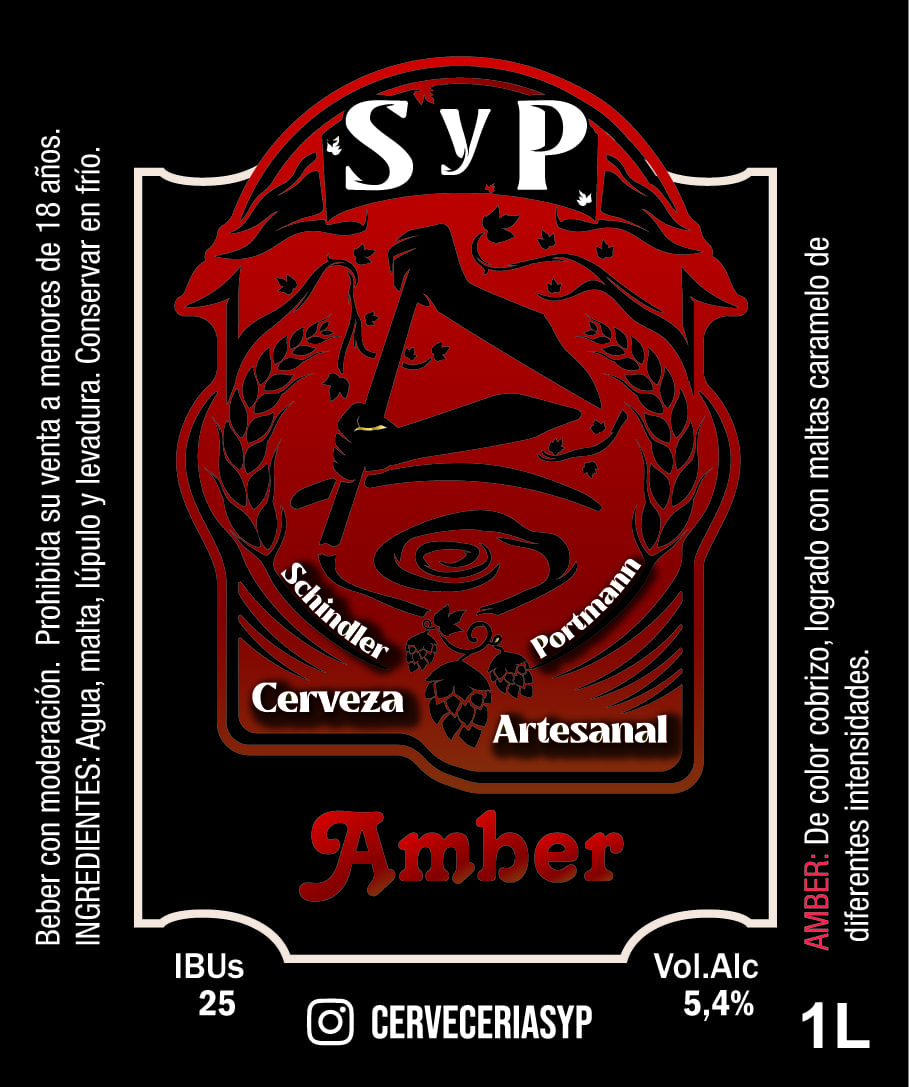 SyP
Schindler
Portmann
Cerveza
Artesanal
Amber
IBUs
25
Vol.Alc
5,4%
CERVECERIASYP
1L
Beber con moderación. Prohibida su venta a menores de 18 años.
INGREDIENTES: Agua, malta, lúpulo y levadura. Conservar en frío.
AMBER: De color cobrizo, logrado con maltas caramelo de
diferentes intensidades.